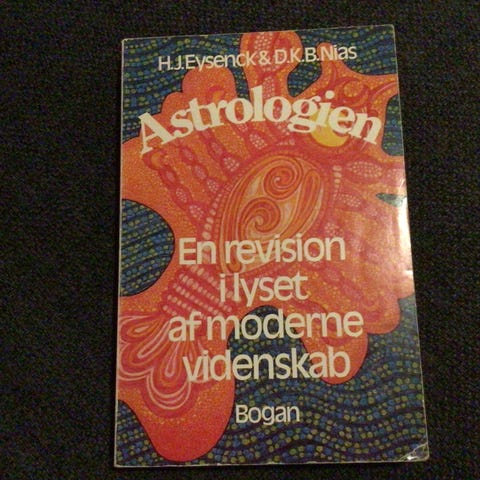 H.J.Eysenck & D.K.B.Nias
Astrologien
En revision
i lyset
af moderne
videnskab
Bogan